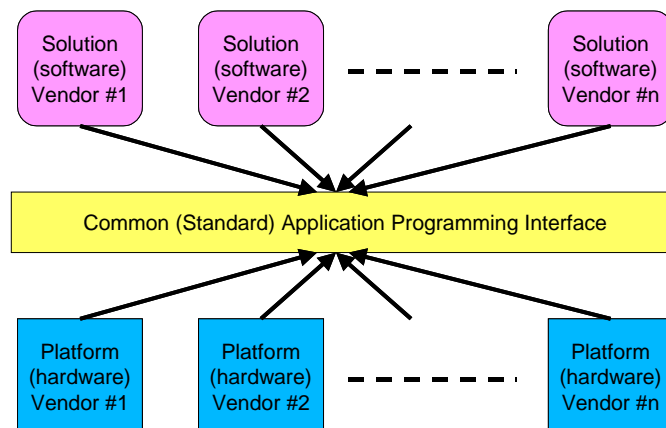 Solution
(software)
Vendor #1
Solution
(software)
Vendor #2
Solution
(software)
Vendor #n
Common (Standard) Application Programming Interface
Platform
(hardware)
Vendor #1
Platform
(hardware)
Vendor #2
Platform
(hardware)
Vendor #n